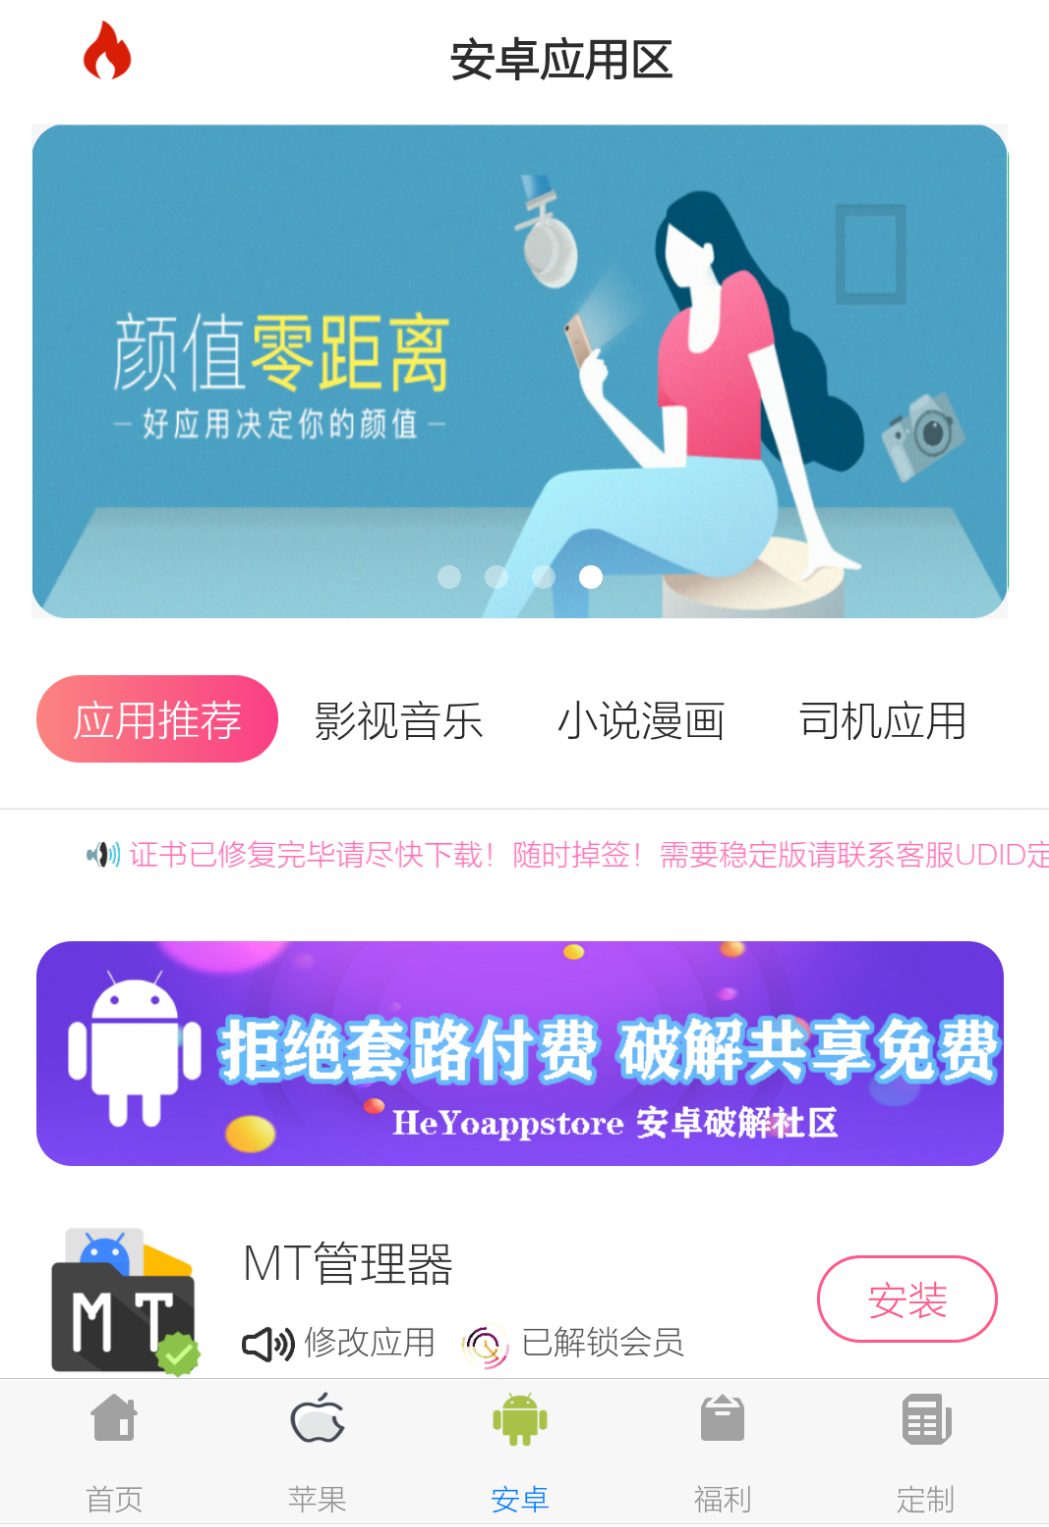 安卓应用区
颜值零距离
好应用决定你的颜值
应用推荐 影视音乐 小说漫画 司机应用
证书已修复完毕请尽快下载！随时掉签！需要稳定版请联系客服UDID定
拒绝套路付费 破解共享免费
HeYoappstore 安卓破解社区
MT
MT管理器
安装
修改应用 已解锁会员
首页 苹果 安卓 福利 定制